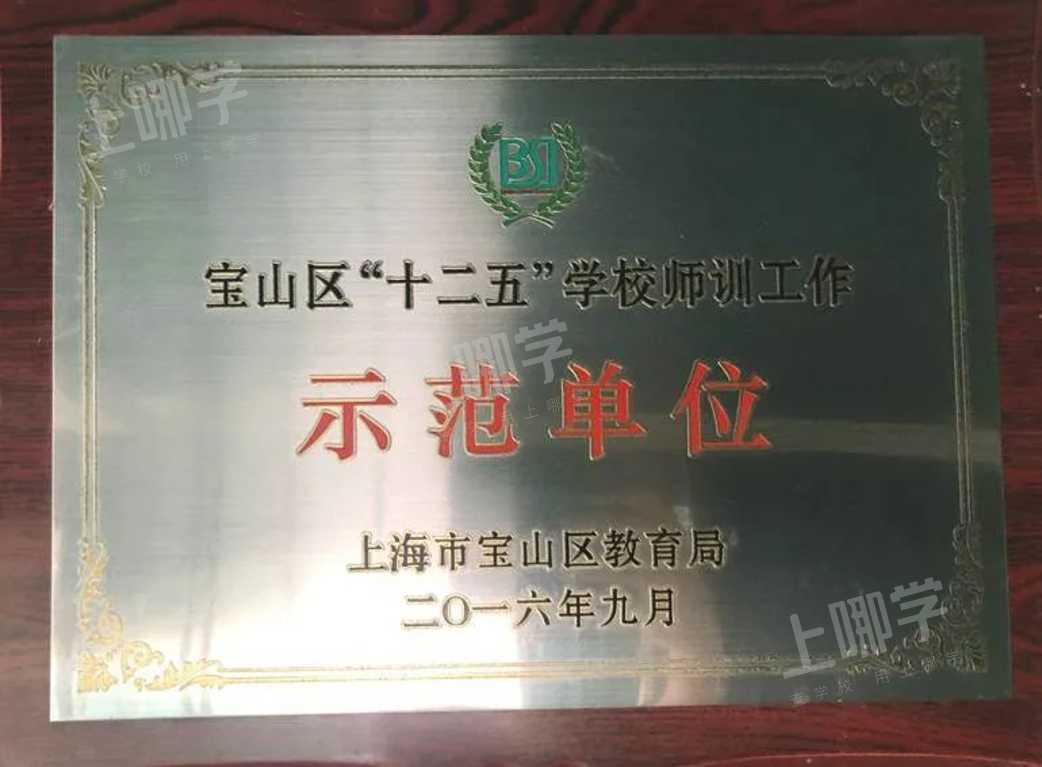 BSJ
宝山区“十二五”学校师训工作
示范单位
上海市宝山区教育局
二〇一六年九月
上哪学
上哪学
上哪学